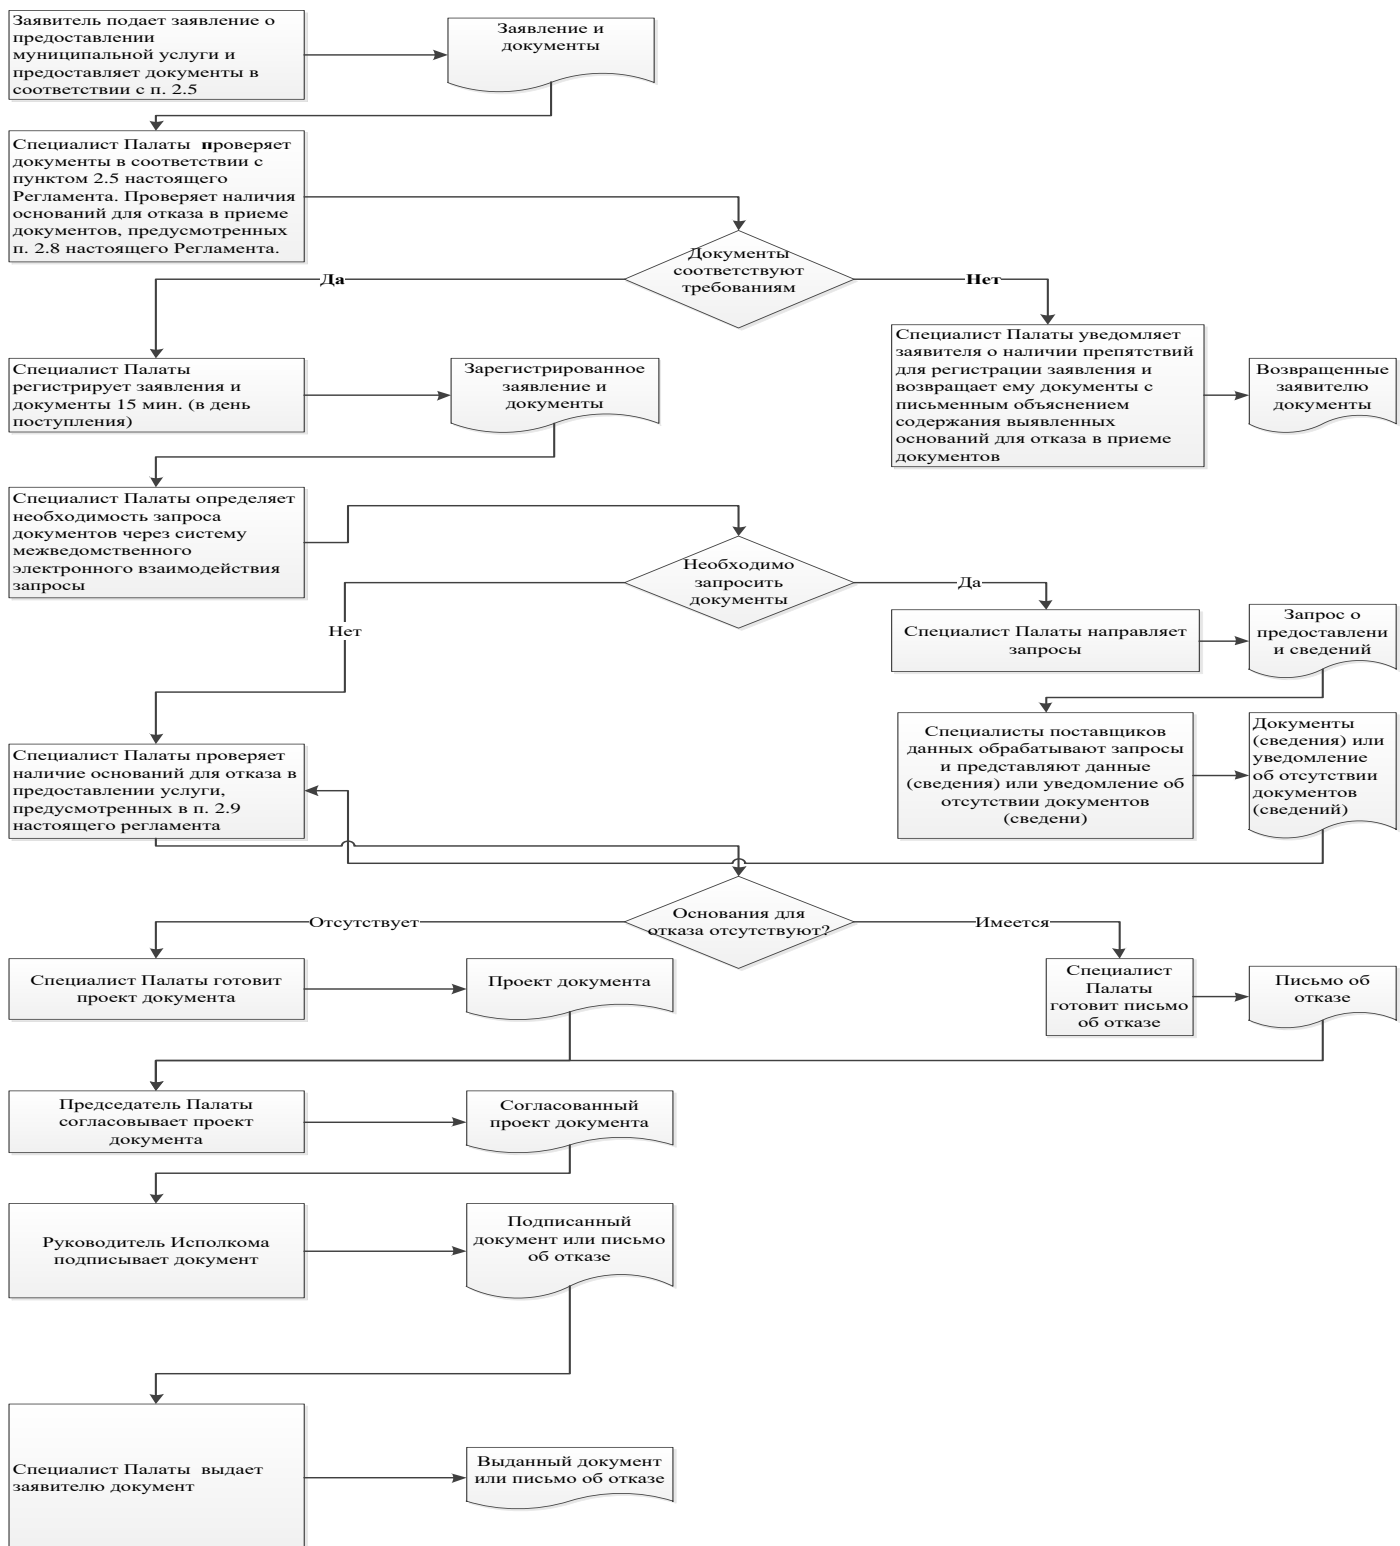 Заявитель подает заявление о
предоставлении
муниципальной услуги и
предоставляет документы в
соответствии с п. 2.5
Заявление и
документы
Специалист Палаты проверяет
документы в соответствии с
пунктом 2.5 настоящего
Регламента. Проверяет наличия
оснований для отказа в приеме
документов, предусмотренных
п. 2.8 настоящего Регламента.
Документы
соответствуют
требованиям
Да
Нет
Специалист Палаты
регистрирует заявления и
документы 15 мин. (в день
поступления)
Зарегистрированное
заявление и
документы
Специалист Палаты уведомляет
заявителя о наличии препятствий
для регистрации заявления и
возвращает ему документы с
письменным объяснением
содержания выявленных
оснований для отказа в приеме
документов
Возвращенные
заявителю
документы
Специалист Палаты определяет
необходимость запроса
документов через систему
межведомственного
электронного взаимодействия
запросы
Необходимо
запросить
документы
Да
Нет
Специалист Палаты направляет
запросы
Запрос о
предоставлени
и сведений
Специалисты поставщиков
данных обрабатывают запросы
и представляют данные
(сведения) или уведомление об
отсутствии документов
(сведени)
Документы
(сведения) или
уведомление
об отсутствии
документов
(сведений)
Специалист Палаты проверяет
наличие оснований для отказа в
предоставлении услуги,
предусмотренных в п. 2.9
настоящего регламента
Основания для
отказа отсутствуют?
Отсутствует
Имеется
Специалист Палаты готовит
проект документа
Проект документа
Специалист
Палаты
готовит письмо
об отказе
Письмо об
отказе
Председатель Палаты
согласовывает проект
документа
Согласованный
проект документа
Руководитель Исполкома
подписывает документ
Подписанный
документ или письмо
об отказе
Специалист Палаты выдает
заявителю документ
Выданный документ
или письмо об отказе